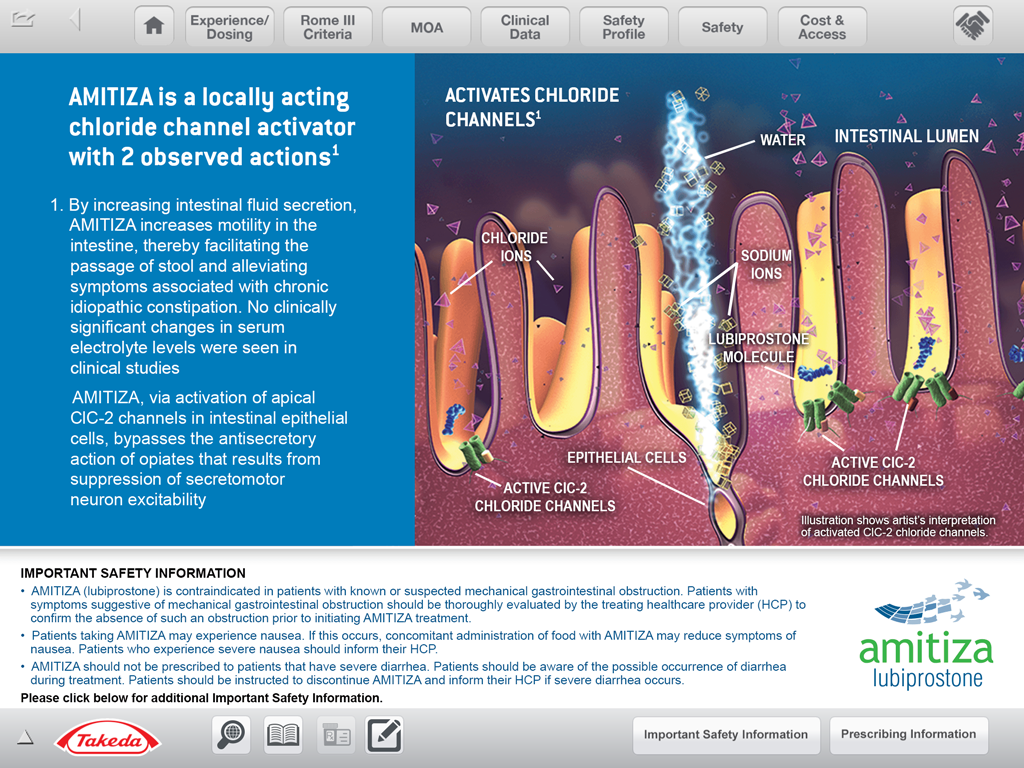 Experience/
Dosing
Rome III
Criteria
MOA
Clinical
Data
Safety
Profile
Safety
Cost &
Access
AMITIZA is a locally acting
chloride channel activator
with 2 observed actions1
1. By increasing intestinal fluid secretion,
AMITIZA increases motility in the
intestine, thereby facilitating the
passage of stool and alleviating
symptoms associated with chronic
idiopathic constipation. No clinically
significant changes in serum
electrolyte levels were seen in
clinical studies
AMITIZA, via activation of apical
ClC-2 channels in intestinal epithelial
cells, bypasses the antisecretory
action of opiates that results from
suppression of secretomotor
neuron excitability
ACTIVATES CHLORIDE
CHANNELS1
WATER
INTESTINAL LUMEN
CHLORIDE
IONS
SODIUM
IONS
LUBIPROSTONE
MOLECULE
EPITHELIAL CELLS
ACTIVE ClC-2
CHLORIDE CHANNELS
ACTIVE ClC-2
CHLORIDE CHANNELS
Illustration shows artist's interpretation
of activated ClC-2 chloride channels.
IMPORTANT SAFETY INFORMATION
• AMITIZA (lubiprostone) is contraindicated in patients with known or suspected mechanical gastrointestinal obstruction. Patients with
symptoms suggestive of mechanical gastrointestinal obstruction should be thoroughly evaluated by the treating healthcare provider (HCP) to
confirm the absence of such an obstruction prior to initiating AMITIZA treatment.
• Patients taking AMITIZA may experience nausea. If this occurs, concomitant administration of food with AMITIZA may reduce symptoms of
nausea. Patients who experience severe nausea should inform their HCP.
• AMITIZA should not be prescribed to patients that have severe diarrhea. Patients should be aware of the possible occurrence of diarrhea
during treatment. Patients should be instructed to discontinue AMITIZA and inform their HCP if severe diarrhea occurs.
Please click below for additional Important Safety Information.
amitiza
lubiprostone
Takeda
R
Important Safety Information
Prescribing Information